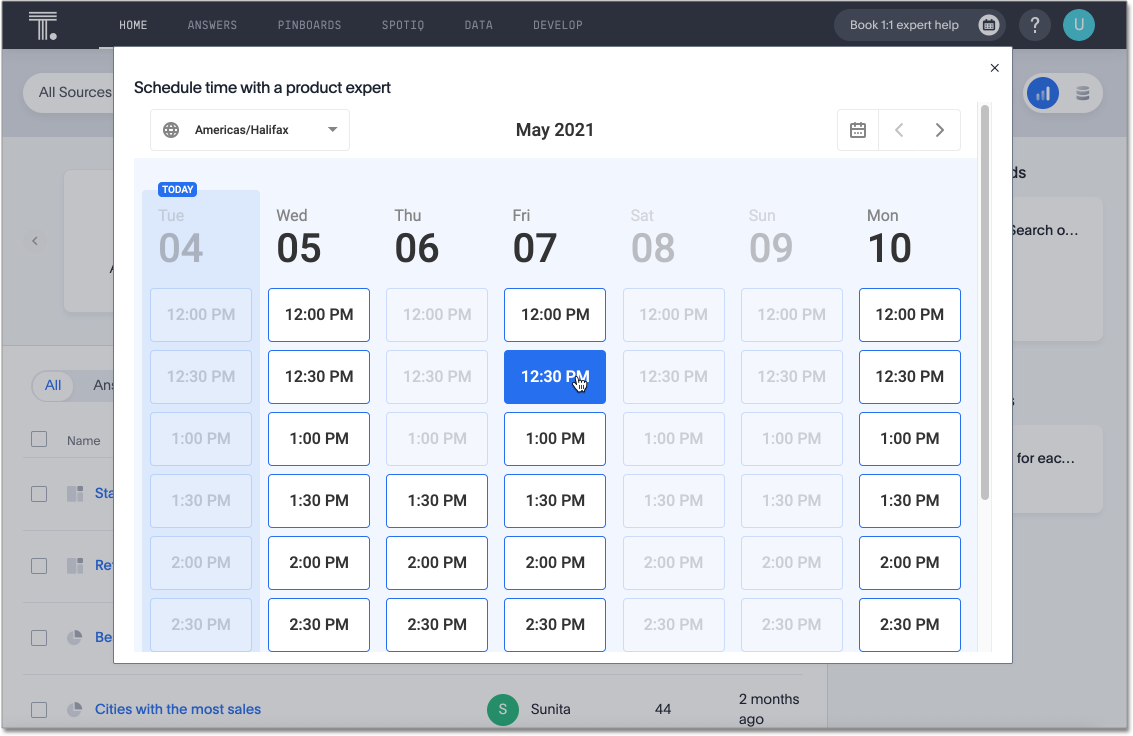 HOME ANSWERS PINBOARDS SPOTIQ DATA DEVELOP Book 1:1 expert help ? U
All Sources
Schedule time with a product expert
Americas/Halifax May 2021
TODAY
Tue Wed Thu Fri Sat Sun Mon
04 05 06 07 08 09 10
12:00 PM 12:00 PM 12:00 PM 12:00 PM 12:00 PM 12:00 PM 12:00 PM
12:30 PM 12:30 PM 12:30 PM 12:30 PM 12:30 PM 12:30 PM 12:30 PM
1:00 PM 1:00 PM 1:00 PM 1:00 PM 1:00 PM 1:00 PM 1:00 PM
1:30 PM 1:30 PM 1:30 PM 1:30 PM 1:30 PM 1:30 PM 1:30 PM
2:00 PM 2:00 PM 2:00 PM 2:00 PM 2:00 PM 2:00 PM 2:00 PM
2:30 PM 2:30 PM 2:30 PM 2:30 PM 2:30 PM 2:30 PM 2:30 PM
Search o...
All
Name
for eac...
Cities with the most sales S Sunita 44 2 months
ago